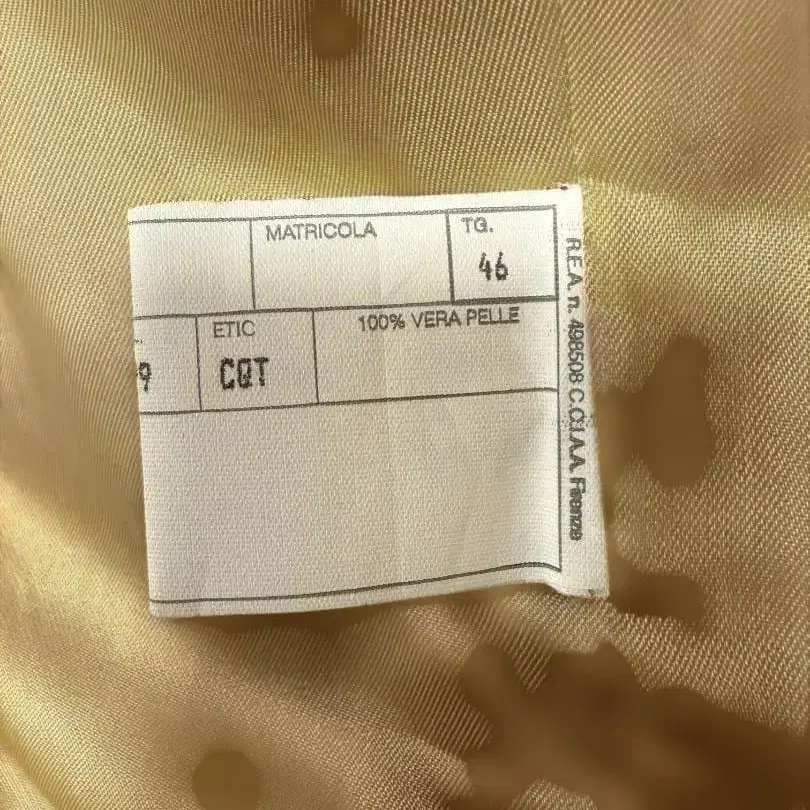 MATRICOLA
TG.
46
9
ETIC
CQT
100% VERA PELLE
R.E.A. n. 498508 C.C.I.A.A. Firenze